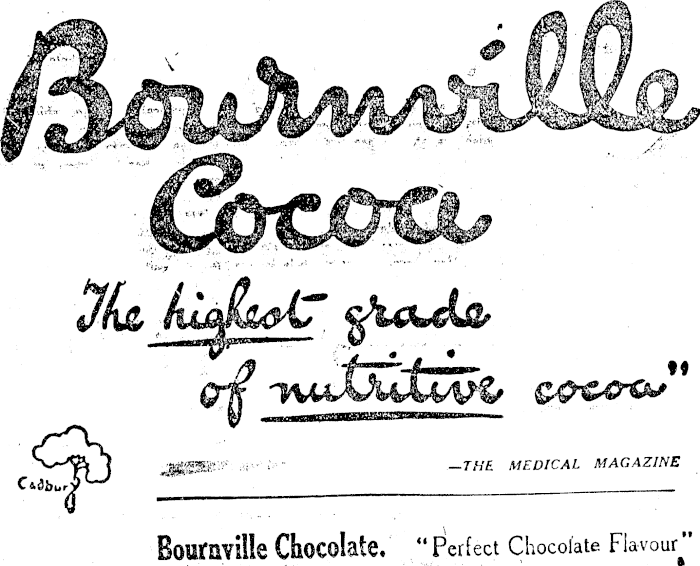 Bournville
Cocoa
"The highest grade
of nutritive cocoa"
—THE MEDICAL MAGAZINE
Cadbury
Bournville Chocolate. "Perfect Chocolate Flavour"